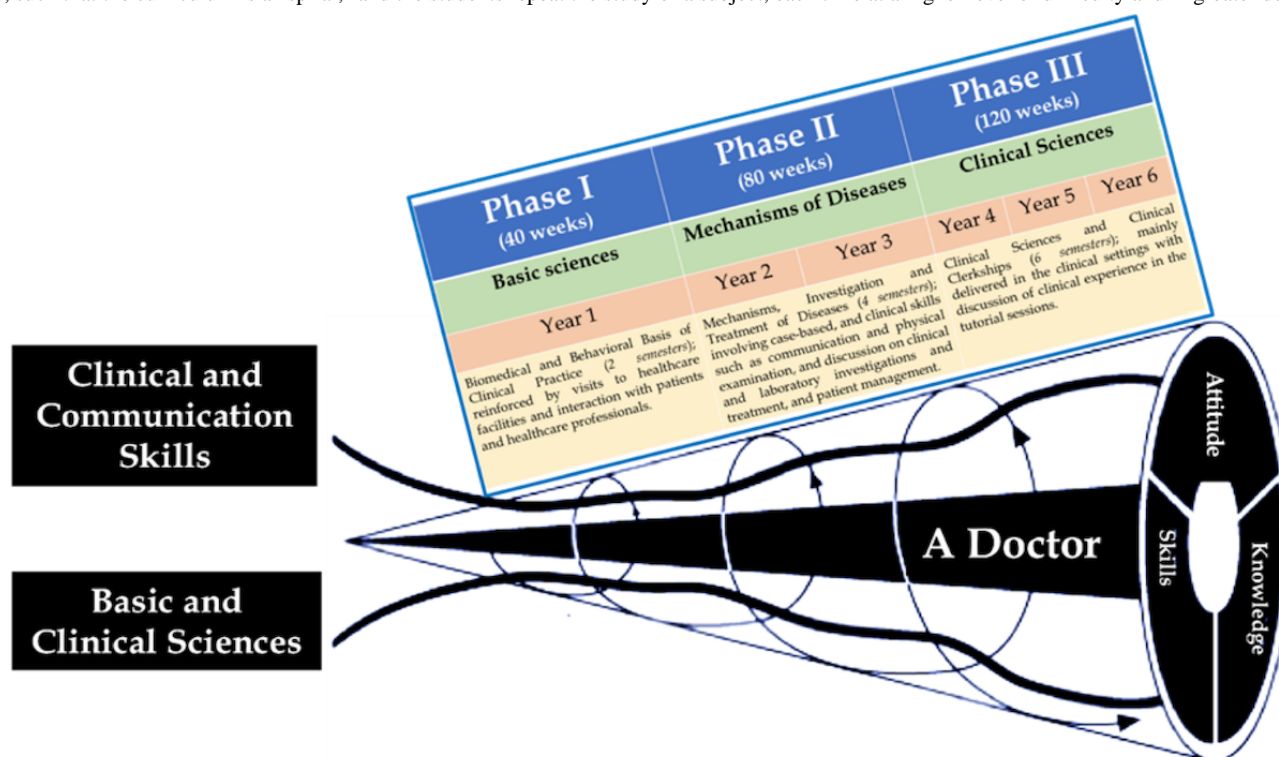 Phase I
(40 weeks)
Phase II
(80 weeks)
Phase III
(120 weeks)
Basic sciences
Mechanisms of Diseases
Clinical Sciences
Year 1
Year 2
Year 3
Year 4
Year 5
Year 6
Biomedical and Behavioral Basis of
Clinical Practice (2 semesters);
reinforced by visits to healthcare
facilities and interaction with patients
and healthcare professionals.
Mechanisms, Investigation and
Treatment of Diseases (4 semesters);
involving case-based, and clinical skills
such as communication and physical
examination, and discussion on clinical
and laboratory investigations and
treatment, and patient management.
Clinical Sciences and Clinical
Clerkships (6 semesters); mainly
delivered in the clinical settings with
discussion of clinical experience in the
tutorial sessions.
Clinical and
Communication
Skills
Basic and
Clinical Sciences
A Doctor
Attitude
Skills
Knowledge